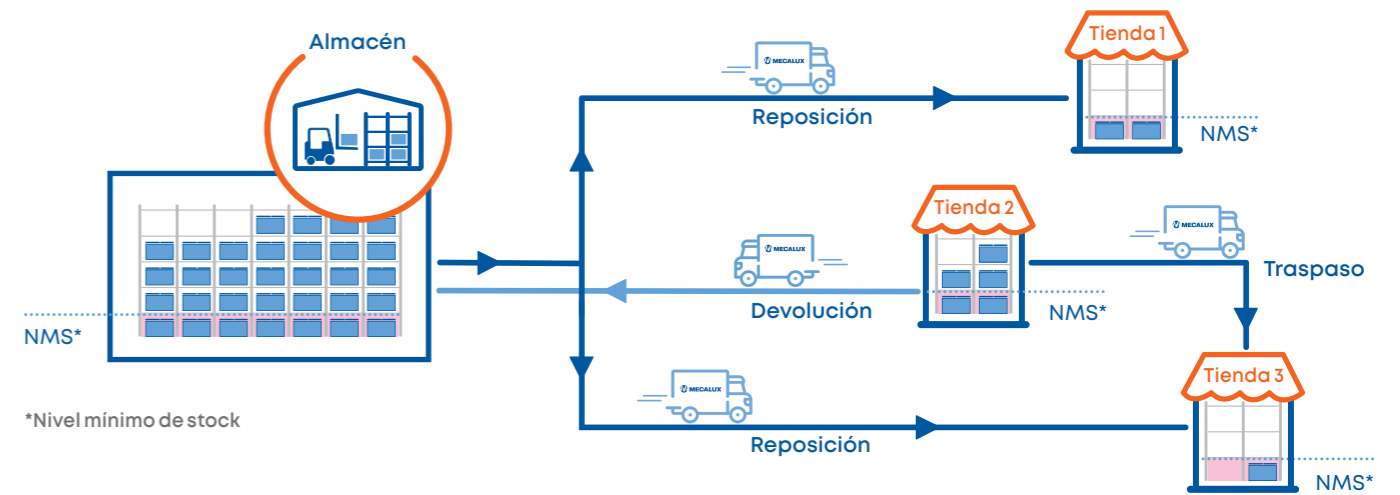 Almacén
Tienda 1
MECALUX
Reposición
NMS*
Tienda 2
MECALUX
MECALUX
Traspaso
Devolución
NMS*
NMS*
Tienda 3
MECALUX
*Nivel mínimo de stock
Reposición
NMS*